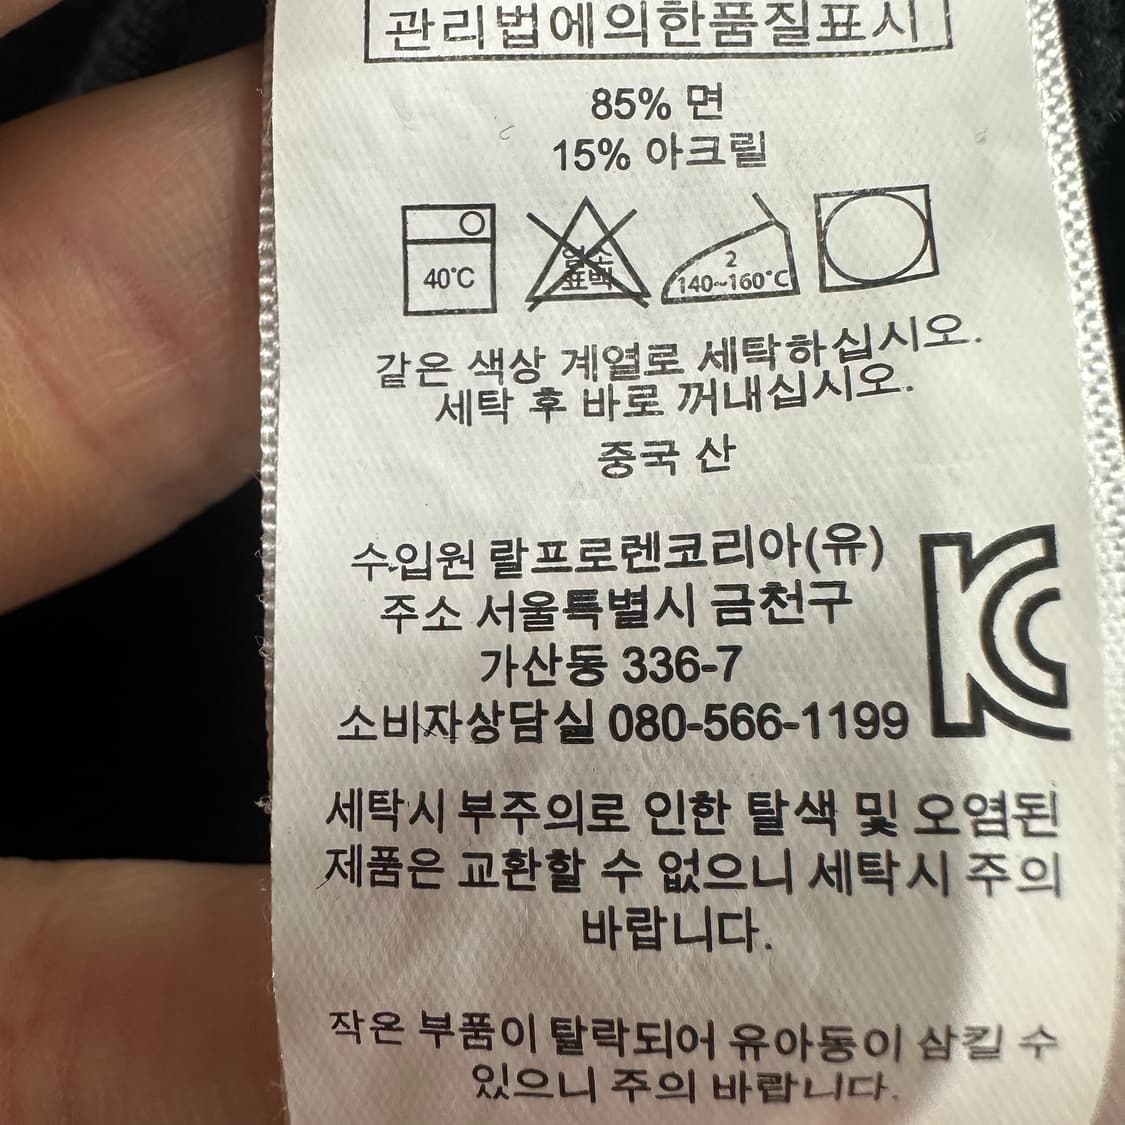 관리법에의한품질표시
85% 면
15% 아크릴
40℃
염소
표백
2
140~160℃
같은 색상 계열로 세탁하십시오.
세탁 후 바로 꺼내십시오.
중국 산
수입원 랄프로렌코리아(유)
주소 서울특별시 금천구
가산동 336-7
소비자상담실 080-566-1199
세탁시 부주의로 인한 탈색 및 오염된
제품은 교환할 수 없으니 세탁시 주의
바랍니다.
작은 부품이 탈락되어 유아동이 삼킬 수
있으니 주의 바랍니다.